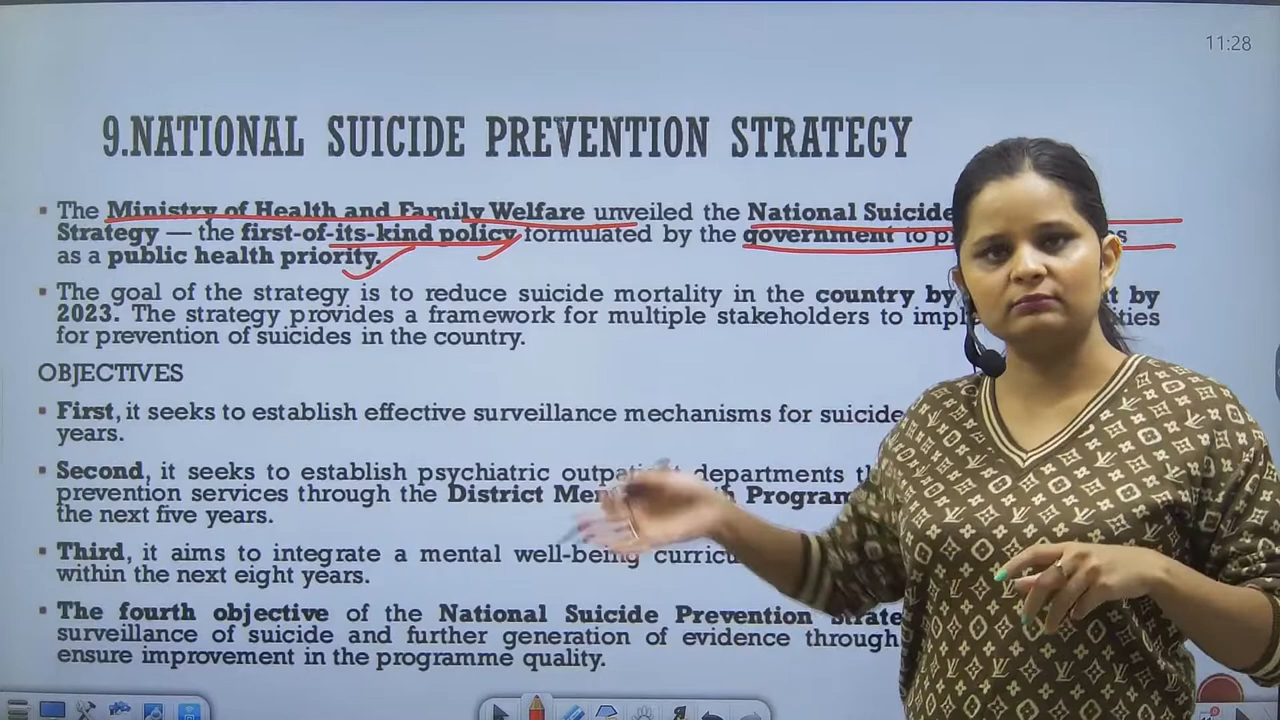 11:28
9.NATIONAL SUICIDE PREVENTION STRATEGY
▪ The Ministry of Health and Family Welfare unveiled the National Suicide
Strategy — the first-of-its-kind policy formulated by the government to
as a public health priority.
▪ The goal of the strategy is to reduce suicide mortality in the country by by
2023. The strategy provides a framework for multiple stakeholders to
for prevention of suicides in the country.
OBJECTIVES
▪ First, it seeks to establish effective surveillance mechanisms for suicide
years.
▪ Second, it seeks to establish psychiatric departments
prevention services through the District
the next five years.
▪ Third, it aims to integrate a mental well-being
within the next eight years.
▪ The fourth objective of the National Suicide Prevention
surveillance of suicide and further generation of evidence through
ensure improvement in the programme quality.